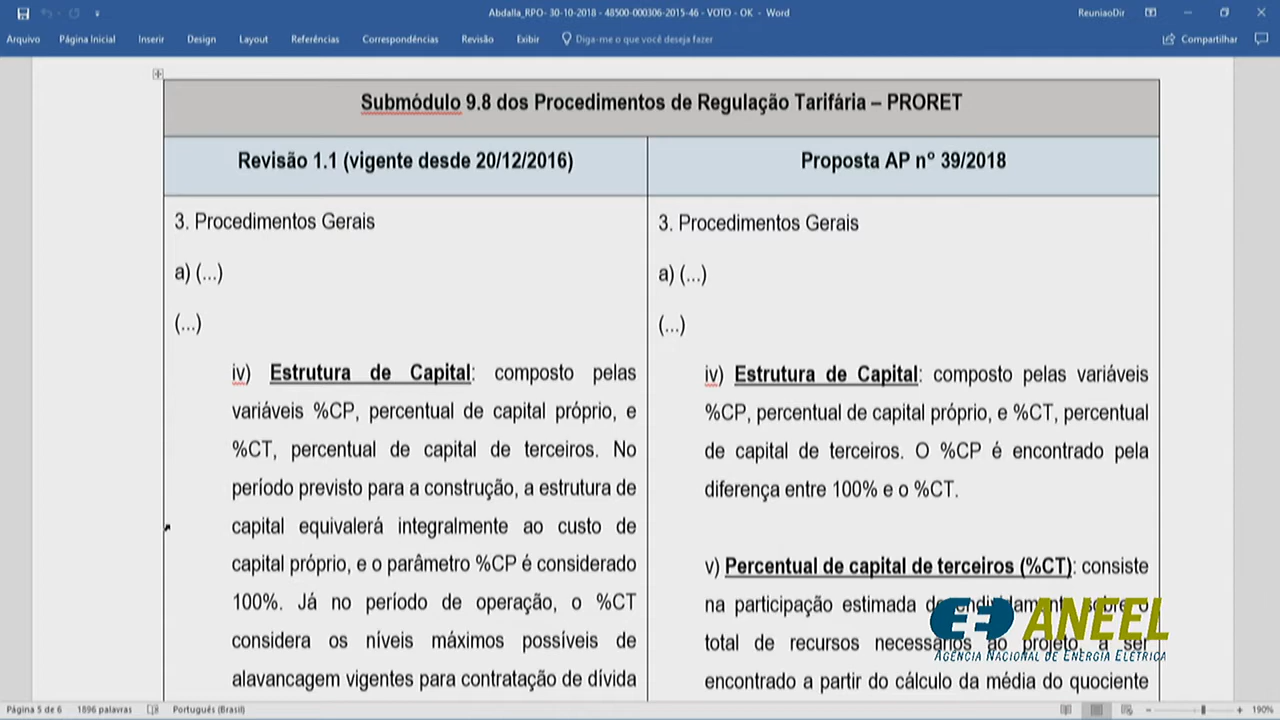 Abdalla_RPO- 30-10-2018 - 48500-000306-2015-46 - VOTO - OK - Word
ReuniaoDir
Arquivo Página Inicial Inserir Design Layout Referências Correspondências Revisão Exibir Diga-me o que você deseja fazer Compartilhar
Submódulo 9.8 dos Procedimentos de Regulação Tarifária – PRORET
Revisão 1.1 (vigente desde 20/12/2016)
3. Procedimentos Gerais
a) (...)
(...)
iv) Estrutura de Capital: composto pelas
variáveis %CP, percentual de capital próprio, e
%CT, percentual de capital de terceiros. No
período previsto para a construção, a estrutura de
capital equivalerá integralmente ao custo de
capital próprio, e o parâmetro %CP é considerado
100%. Já no período de operação, o %CT
considera os níveis máximos possíveis de
alavancagem vigentes para contratação de dívida
Proposta AP nº 39/2018
3. Procedimentos Gerais
a) (...)
(...)
iv) Estrutura de Capital: composto pelas variáveis
%CP, percentual de capital próprio, e %CT, percentual
de capital de terceiros. O %CP é encontrado pela
diferença entre 100% e o %CT.
v) Percentual de capital de terceiros (%CT): consiste
na participação estimada sobre o
total de recursos necessários ao projeto, a ser
encontrado a partir do cálculo da média do quociente
ANEEL
AGÊNCIA NACIONAL DE ENERGIA ELÉTRICA
Página 5 de 6 1896 palavras Português (Brasil) 190%